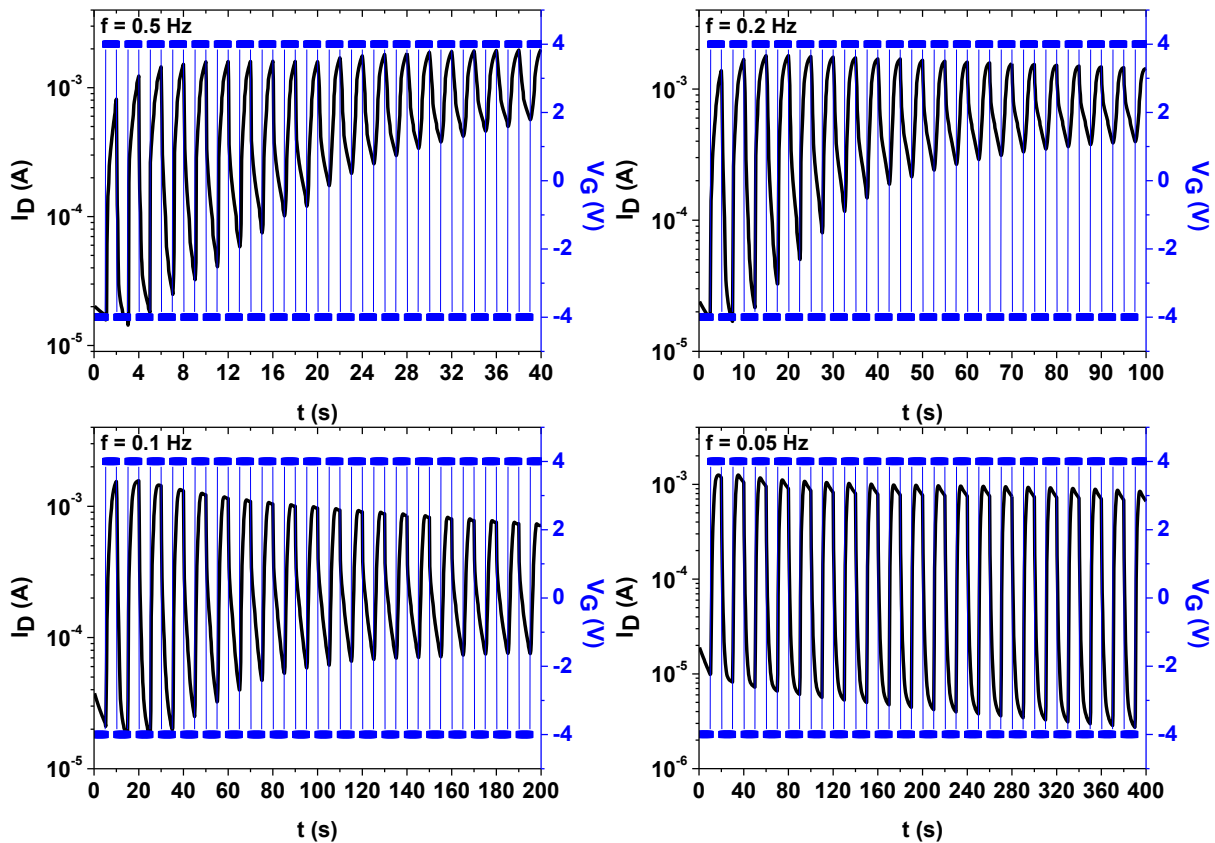 f = 0.5 Hz
10⁻³
10⁻⁴
10⁻⁵
I_D (A)
4
2
0
-2
-4
V_G (V)
0 4 8 12 16 20 24 28 32 36 40
t (s)
f = 0.2 Hz
10⁻³
10⁻⁴
10⁻⁵
I_D (A)
4
2
0
-2
-4
V_G (V)
0 10 20 30 40 50 60 70 80 90 100
t (s)
f = 0.1 Hz
10⁻³
10⁻⁴
10⁻⁵
I_D (A)
4
2
0
-2
-4
V_G (V)
0 20 40 60 80 100 120 140 160 180 200
t (s)
f = 0.05 Hz
10⁻³
10⁻⁴
10⁻⁵
10⁻⁶
I_D (A)
4
2
0
-2
-4
V_G (V)
0 40 80 120 160 200 240 280 320 360 400
t (s)